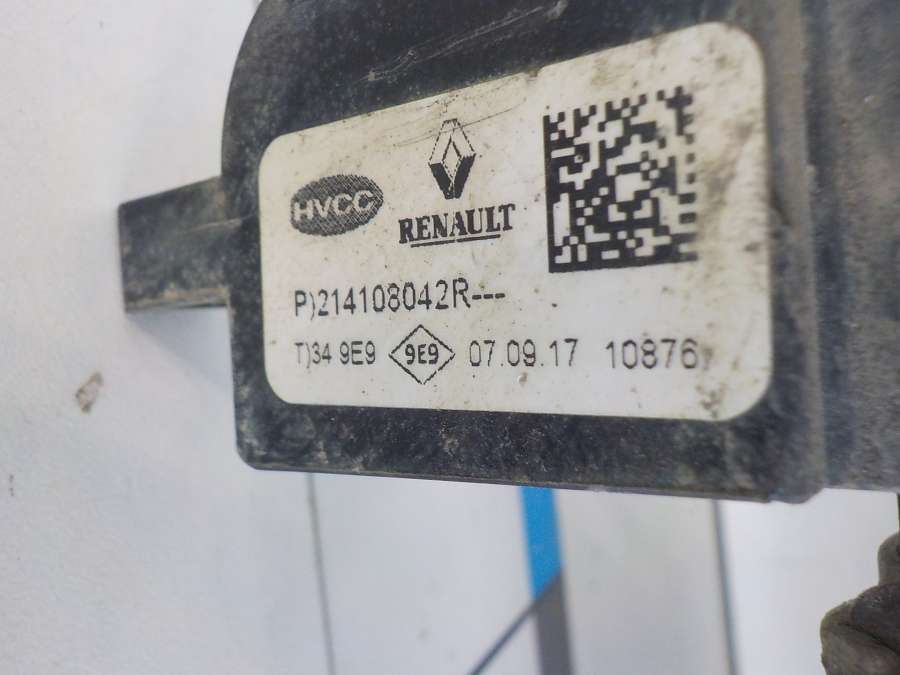 HVCC
RENAULT
P)214108042R---
T)34 9E9 9E9 07.09.17 10876